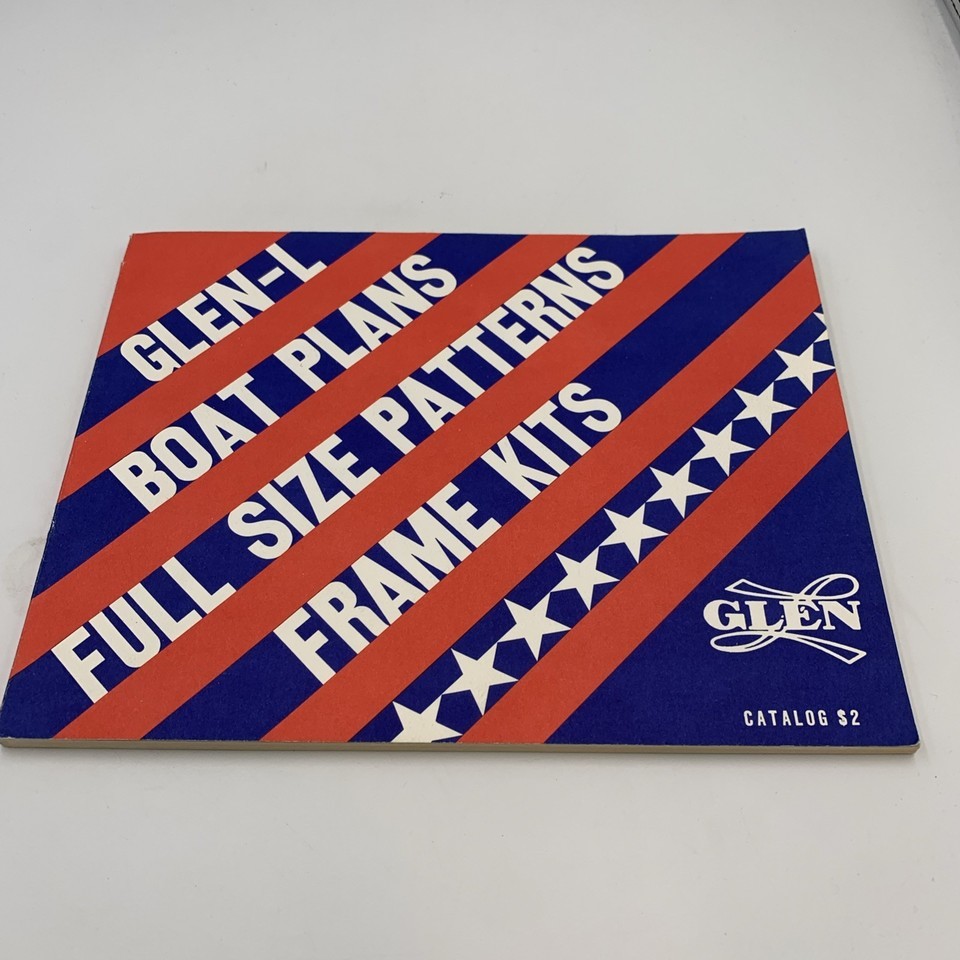 GLEN-L
BOAT PLANS
FULL SIZE PATTERNS
FRAME KITS
GLEN L
CATALOG $2